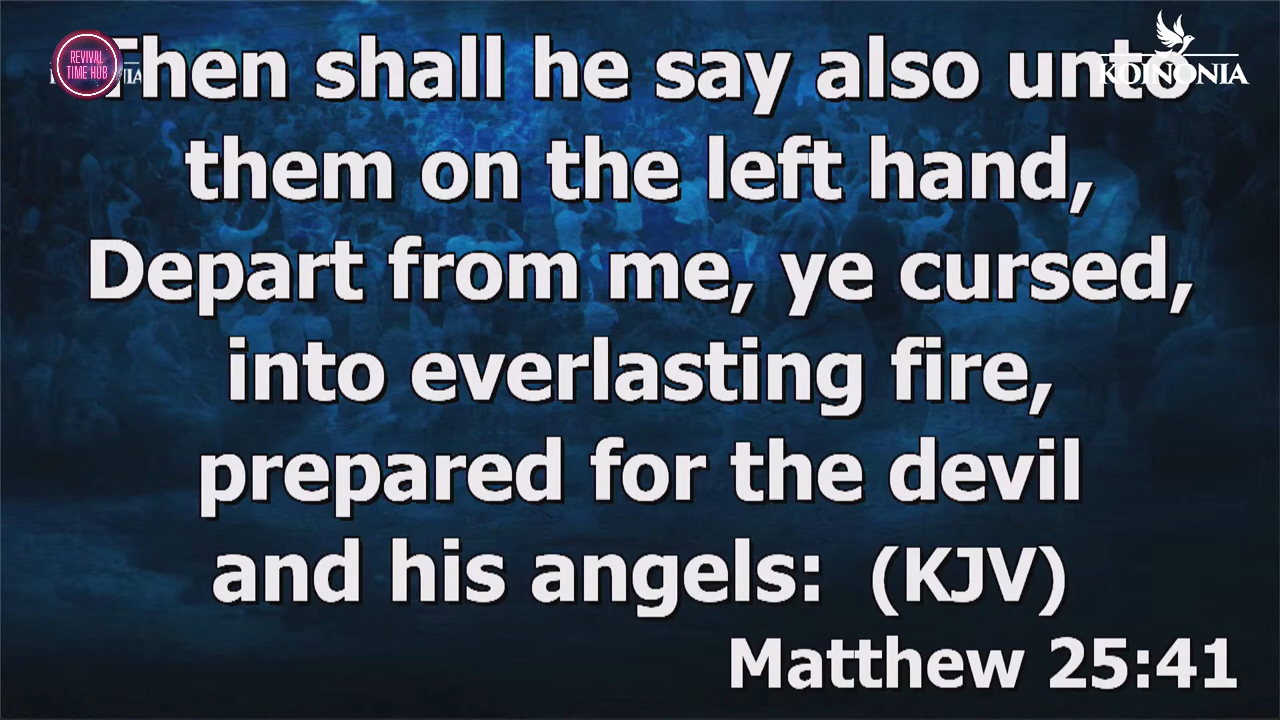 REVIVAL
TIME HUB
KOINONIA
Then shall he say also unto
them on the left hand,
Depart from me, ye cursed,
into everlasting fire,
prepared for the devil
and his angels: (KJV)
Matthew 25:41